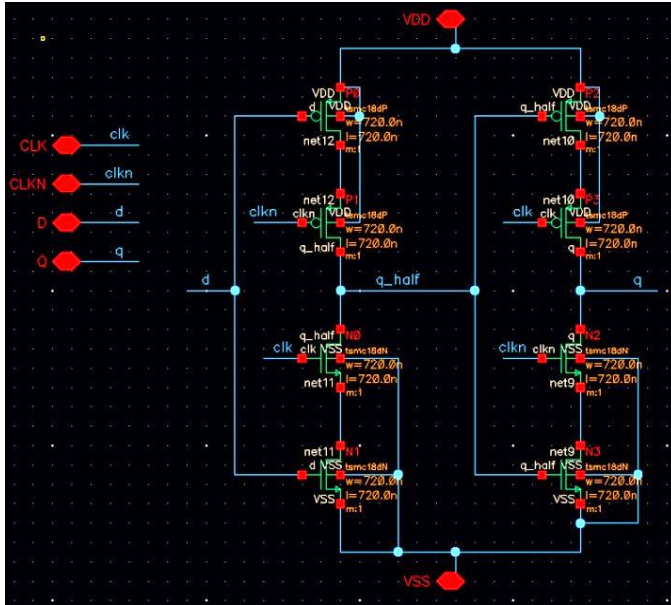 VDD
VDD P0
d VDD tsmc18dP
w=720.0n
l=720.0n
net12 m:1
VDD P2
q_half VDD tsmc18dP
w=720.0n
l=720.0n
net10 m:1
CLK clk
CLKN clkn
D d
Q q
net12 P1
clkn clkn VDD tsmc18dP
w=720.0n
l=720.0n
q_half m:1
net10 P3
clk clk VDD tsmc18dP
w=720.0n
l=720.0n
q m:1
d q_half q
q_half N0
clk clk VSS tsmc18dN
w=720.0n
l=720.0n
net11 m:1
q N2
clkn clkn VSS tsmc18dN
w=720.0n
l=720.0n
net9 m:1
net11 N1
d VSS tsmc18dN
w=720.0n
l=720.0n
VSS m:1
net9 N3
q_half VSS tsmc18dN
w=720.0n
l=720.0n
VSS m:1
VSS